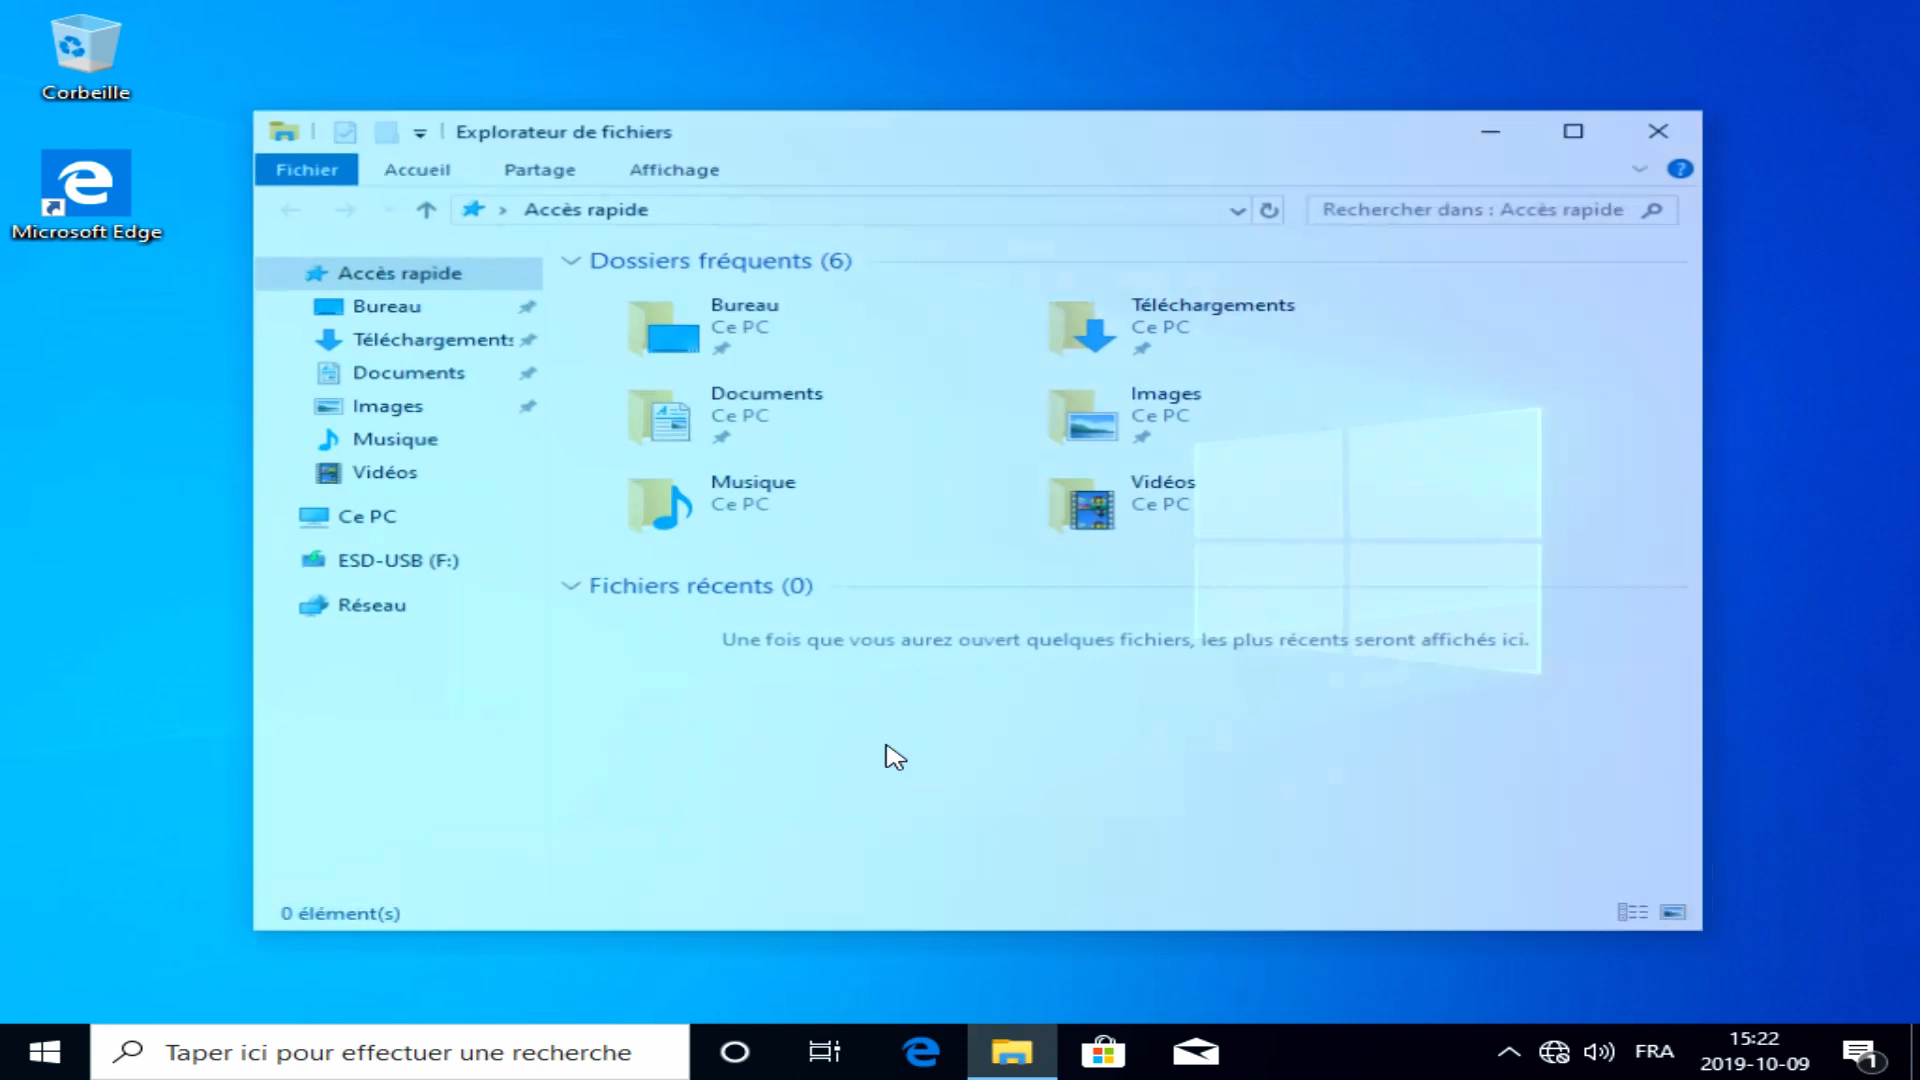 Corbeille
Microsoft Edge
Explorateur de fichiers
Fichier Accueil Partage Affichage
Accès rapide
Rechercher dans : Accès rapide
Accès rapide
Bureau
Téléchargements
Documents
Images
Musique
Vidéos
Ce PC
ESD-USB (F:)
Réseau
Dossiers fréquents (6)
Bureau
Ce PC
Téléchargements
Ce PC
Documents
Ce PC
Images
Ce PC
Musique
Ce PC
Vidéos
Ce PC
Fichiers récents (0)
Une fois que vous aurez ouvert quelques fichiers, les plus récents seront affichés ici.
0 élément(s)
Taper ici pour effectuer une recherche
FRA
15:22
2019-10-09
1